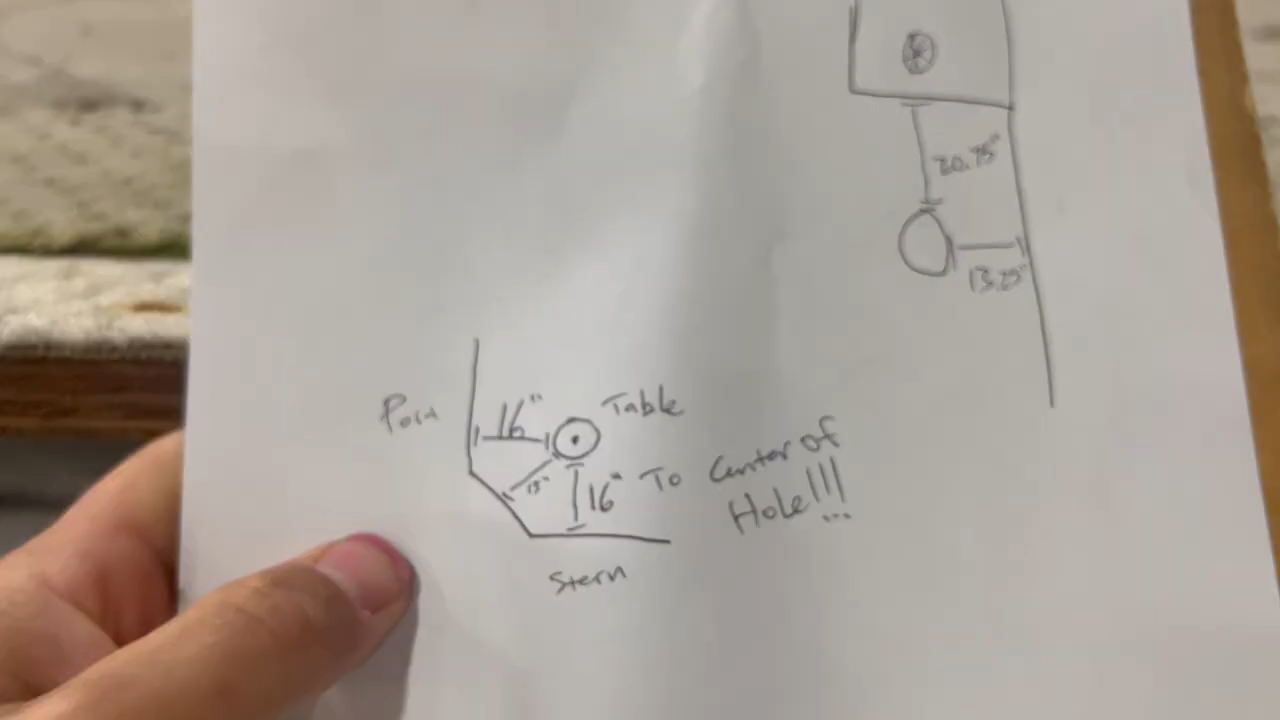 20.75"
13.25"
Port
16"
Table
15"
16" To Center of
Hole!!!
Stern